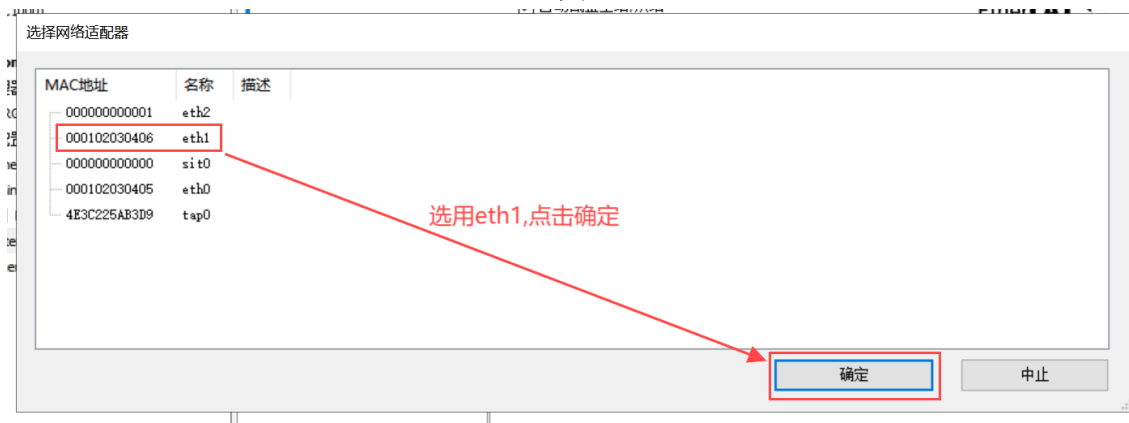 选择网络适配器
MAC地址 名称 描述
000000000001 eth2
000102030406 eth1
000000000000 sit0
000102030405 eth0
4E3C225AB3D9 tap0
选用eth1,点击确定
确定 中止